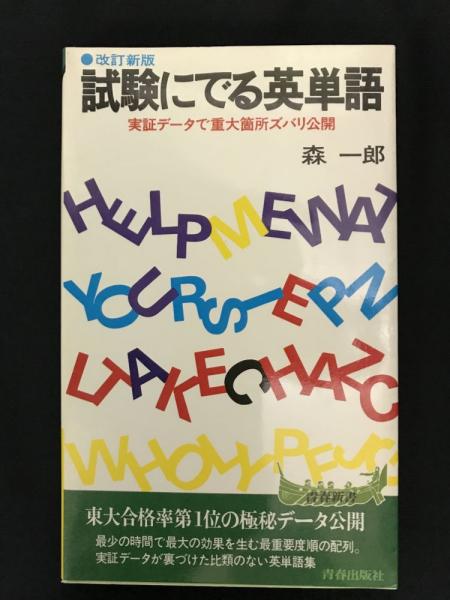 ●改訂新版
試験にでる英単語
実証データで重大箇所ズバリ公開
森 一郎
HELPMEWAT
YOURSTEPN
LTAKECHANC
WHOLLYPEUC
青春新書
東大合格率第1位の極秘データ公開
最少の時間で最大の効果を生む最重要度順の配列。
実証データが裏づけた比類のない英単語集
青春出版社